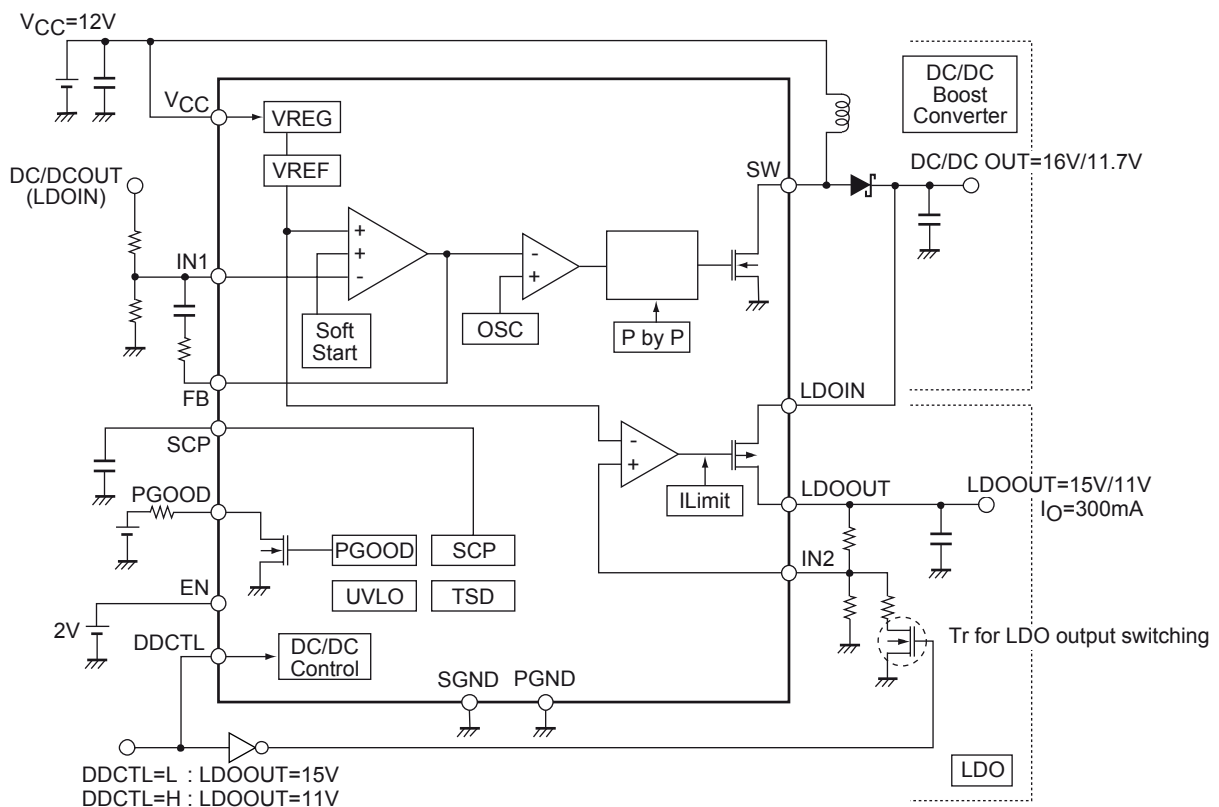 VCC=12V
DC/DC
Boost
Converter
VCC
VREG
DC/DCOUT
(LDOIN)
VREF
SW
DC/DC OUT=16V/11.7V
+
+
-
-
+
IN1
Soft
Start
OSC
P by P
FB
LDOIN
SCP
-
+
PGOOD
ILimit
LDOOUT
LDOOUT=15V/11V
IO=300mA
PGOOD
SCP
IN2
EN
UVLO
TSD
2V
DDCTL
DC/DC
Control
Tr for LDO output switching
SGND
PGND
DDCTL=L : LDOOUT=15V
DDCTL=H : LDOOUT=11V
LDO